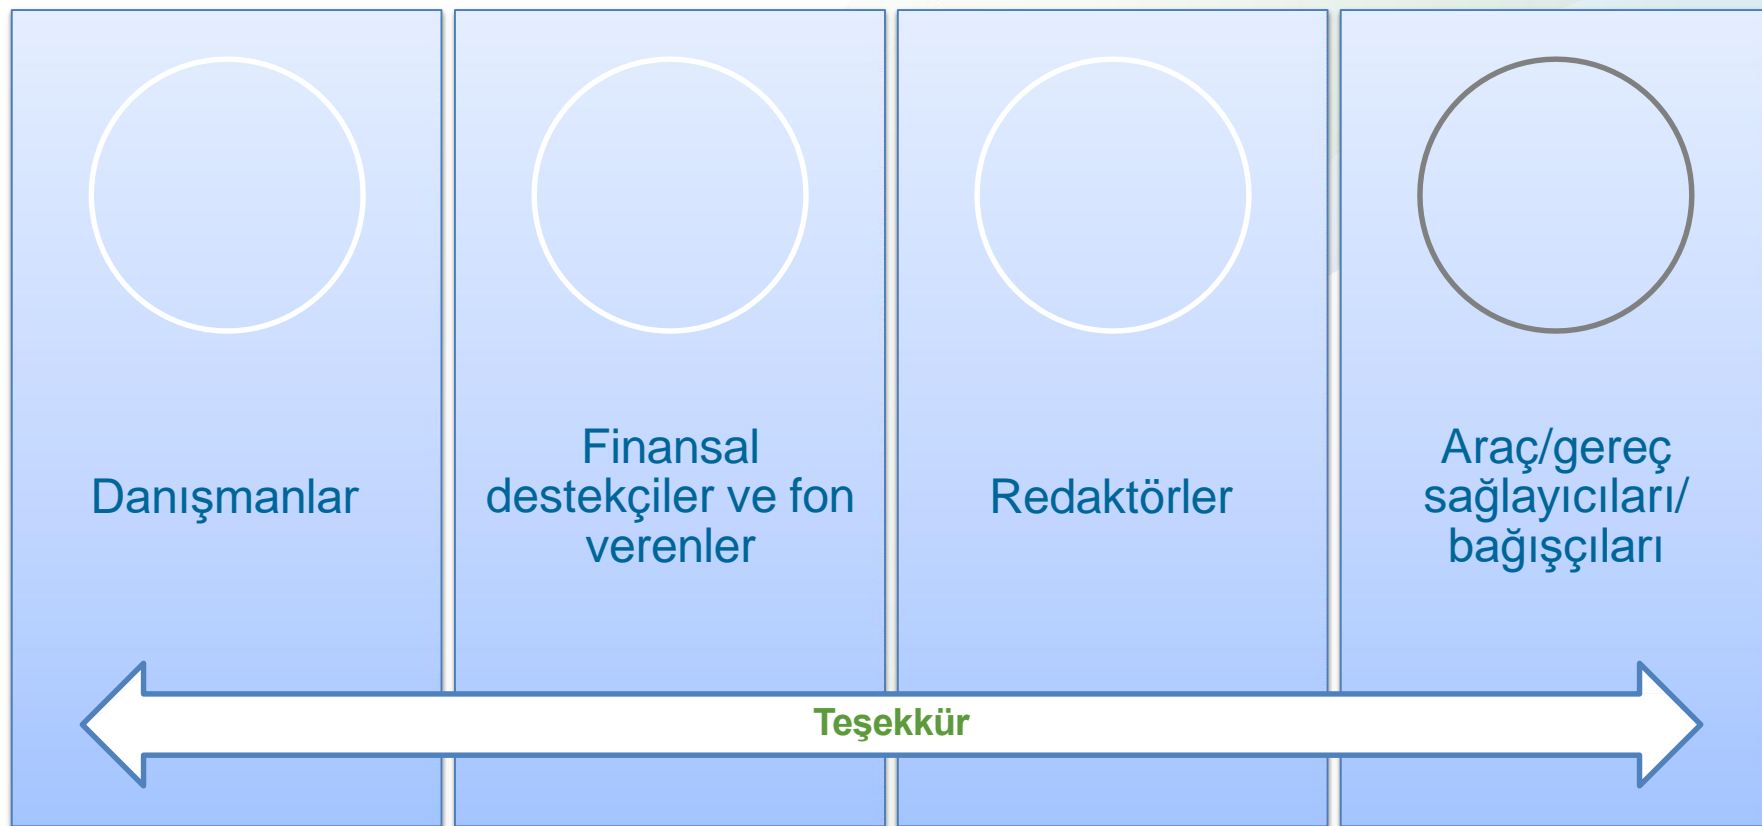 Danışmanlar
Finansal
destekçiler ve fon
verenler
Redaktörler
Araç/gereç
sağlayıcıları/
bağışçıları
Teşekkür